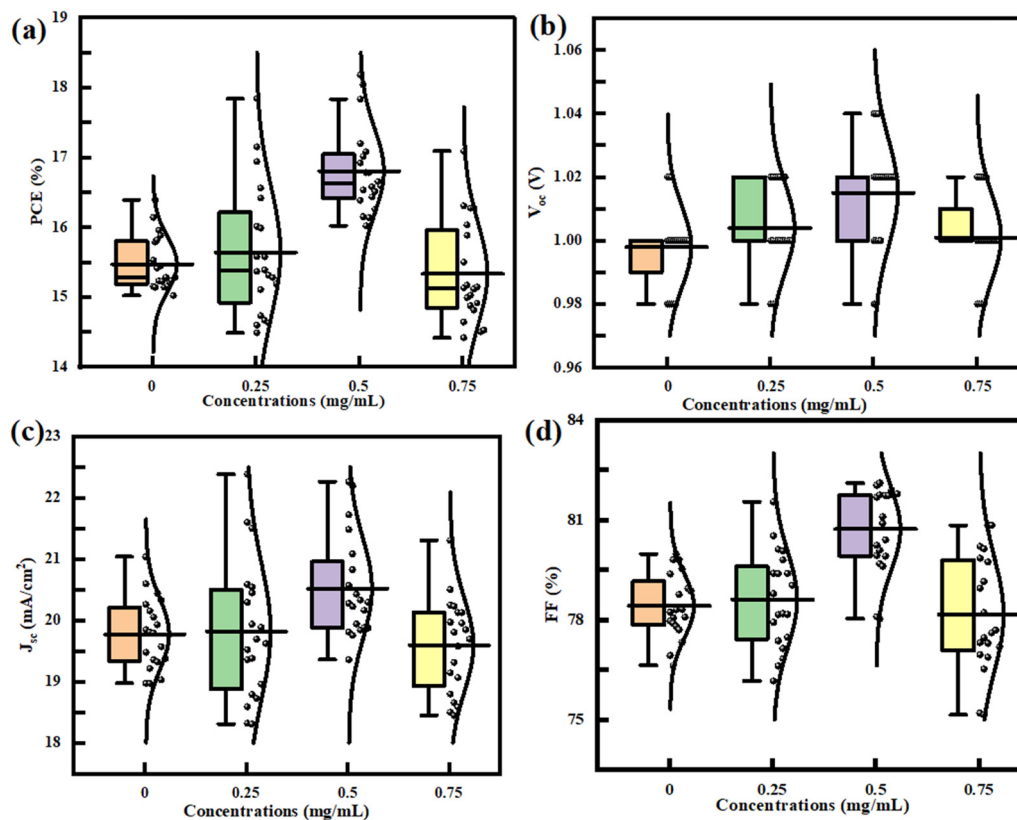 (a)
19
18
17
16
15
14
PCE (%)
0 0.25 0.5 0.75
Concentrations (mg/mL)
(b)
1.06
1.04
1.02
1.00
0.98
0.96
Voc (V)
0 0.25 0.5 0.75
Concentrations (mg/mL)
(c)
23
22
21
20
19
18
Jsc (mA/cm²)
0 0.25 0.5 0.75
Concentrations (mg/mL)
(d)
84
81
78
75
FF (%)
0 0.25 0.5 0.75
Concentrations (mg/mL)